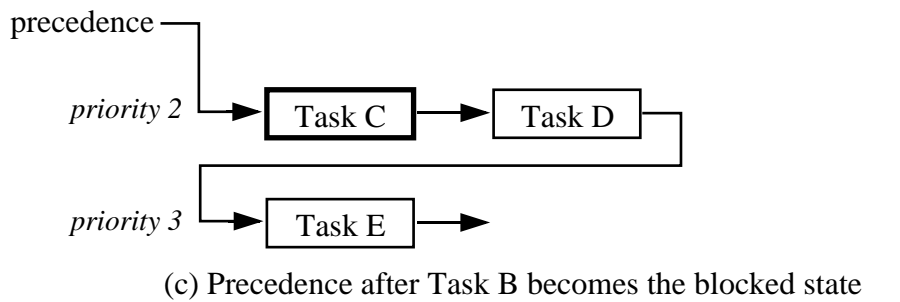 precedence
priority 2
Task C
Task D
priority 3
Task E
(c) Precedence after Task B becomes the blocked state